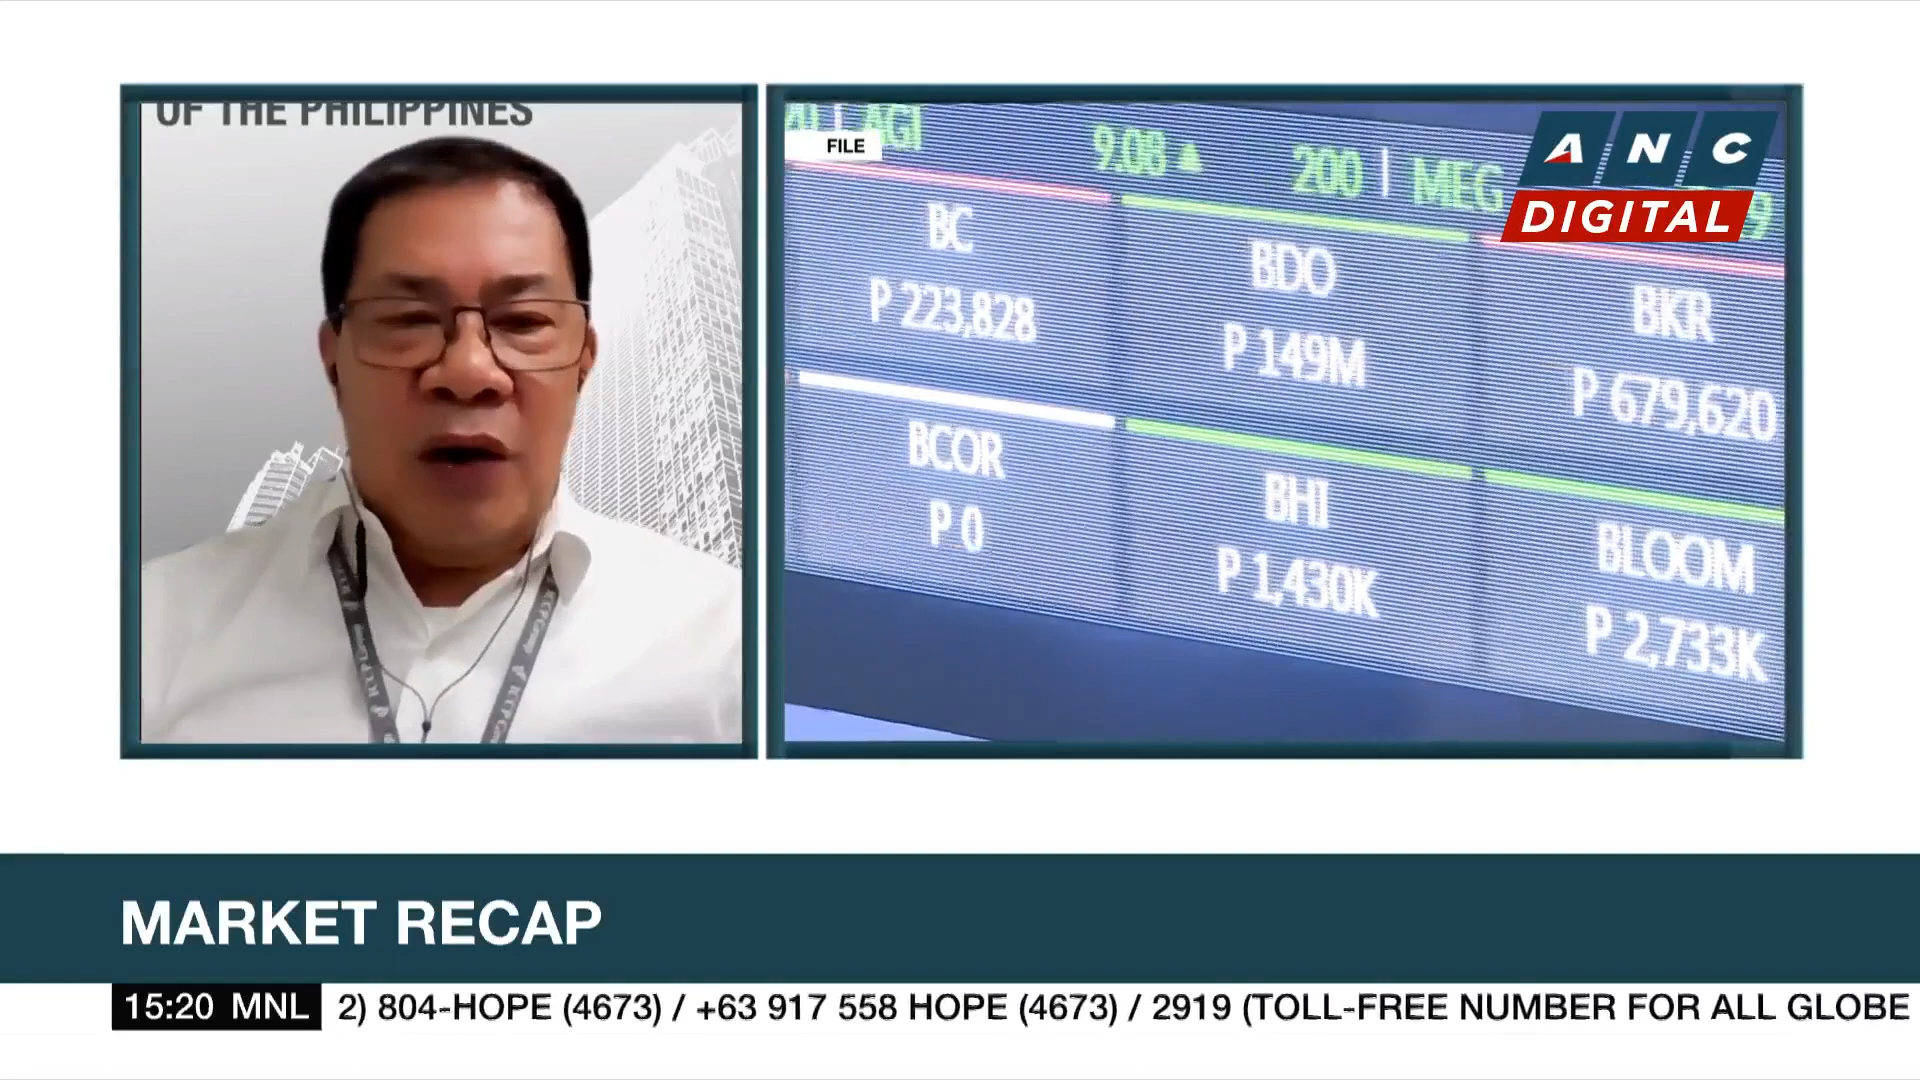 OF THE PHILIPPINES
FILE
AGI
9.08 ▲ 200 | MEG
ANC
DIGITAL
BC
P 223,828
BDO
P 149M
BKR
P 679,620
BCOR
P 0
BHI
P 1,430K
BLOOM
P 2,733K
MARKET RECAP
15:20 MNL 2) 804-HOPE (4673) / +63 917 558 HOPE (4673) / 2919 (TOLL-FREE NUMBER FOR ALL GLOBE